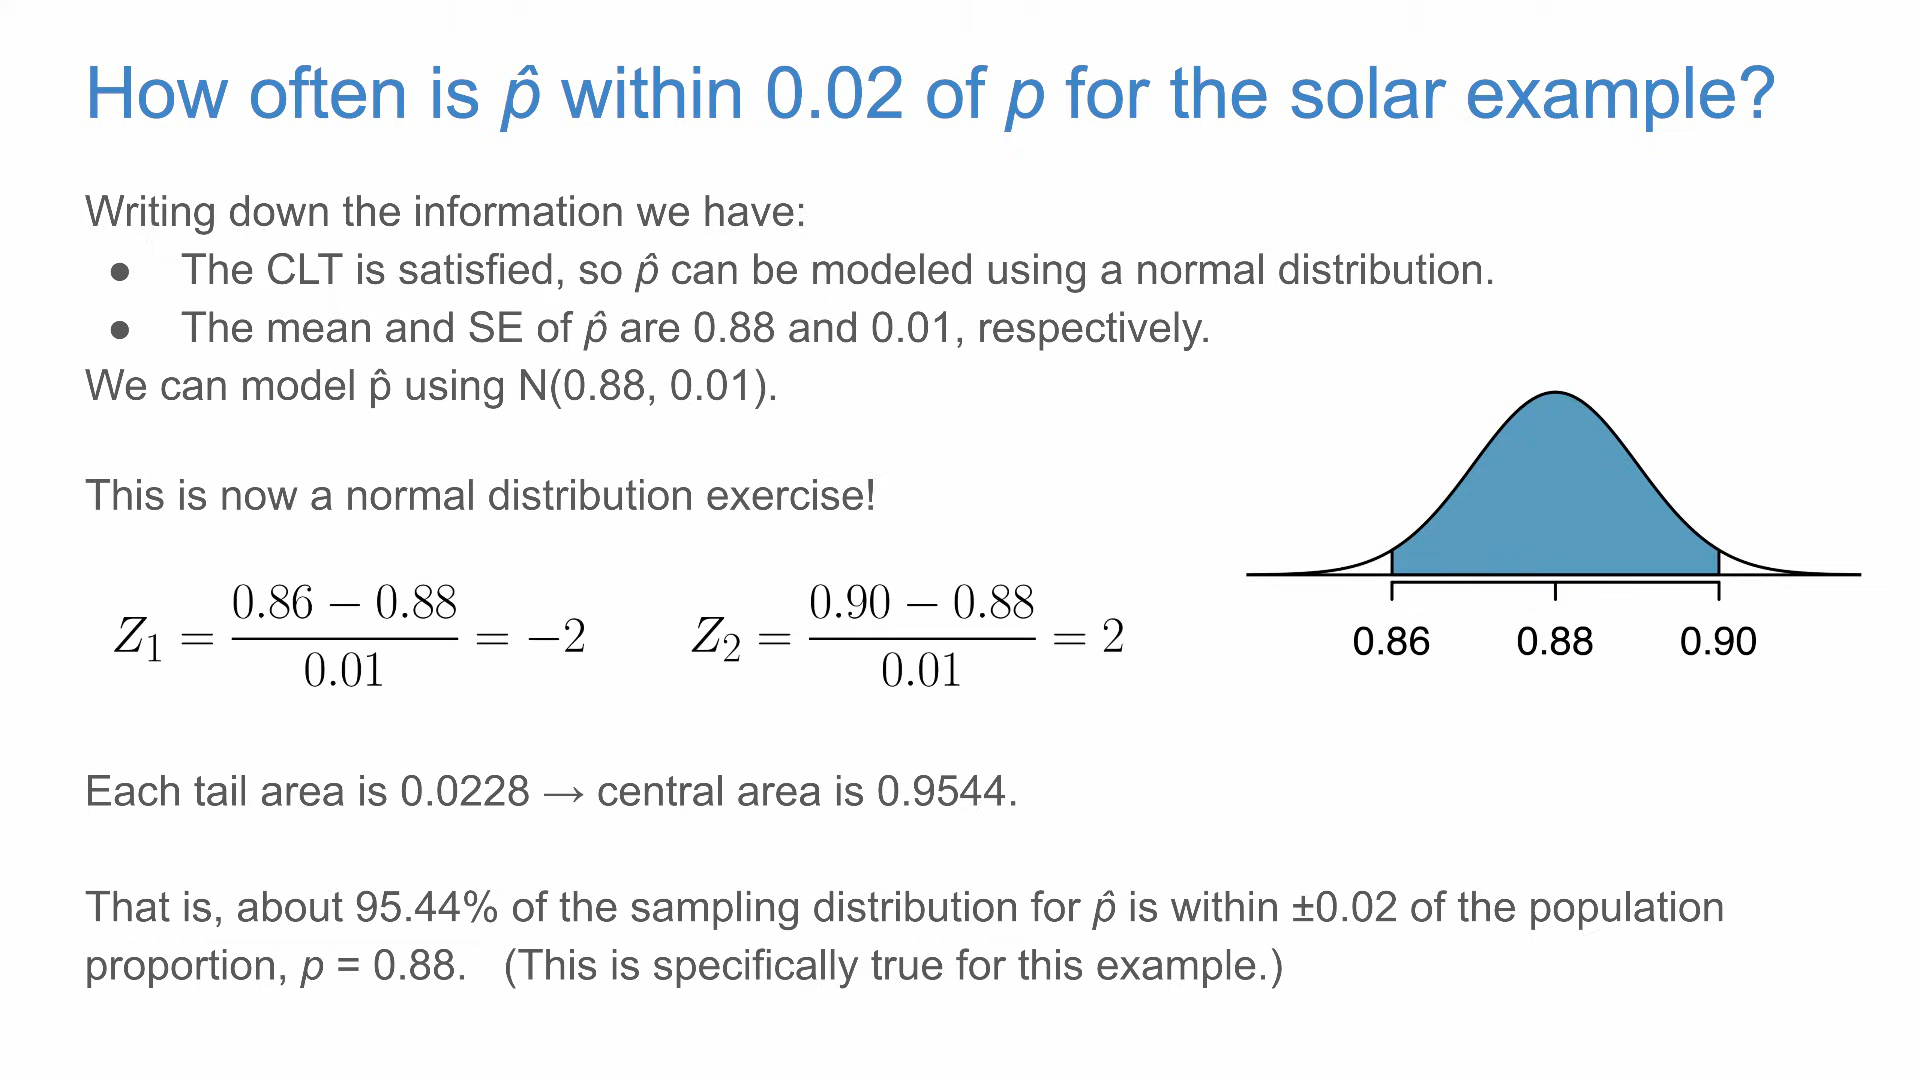 How often is p̂ within 0.02 of p for the solar example?
Writing down the information we have:
● The CLT is satisfied, so p̂ can be modeled using a normal distribution.
● The mean and SE of p̂ are 0.88 and 0.01, respectively.
We can model p̂ using N(0.88, 0.01).
This is now a normal distribution exercise!
Z₁ = (0.86 − 0.88) / 0.01 = −2
Z₂ = (0.90 − 0.88) / 0.01 = 2
0.86 0.88 0.90
Each tail area is 0.0228 → central area is 0.9544.
That is, about 95.44% of the sampling distribution for p̂ is within ±0.02 of the population
proportion, p = 0.88. (This is specifically true for this example.)